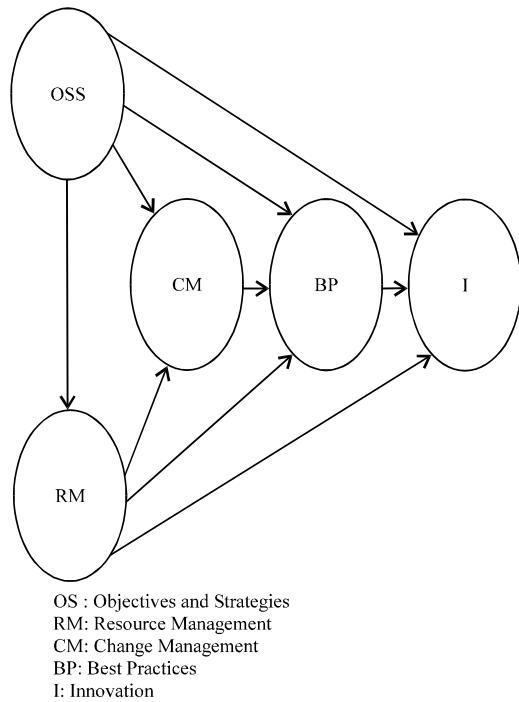 OSS
CM
BP
I
RM
OS : Objectives and Strategies
RM: Resource Management
CM: Change Management
BP: Best Practices
I: Innovation